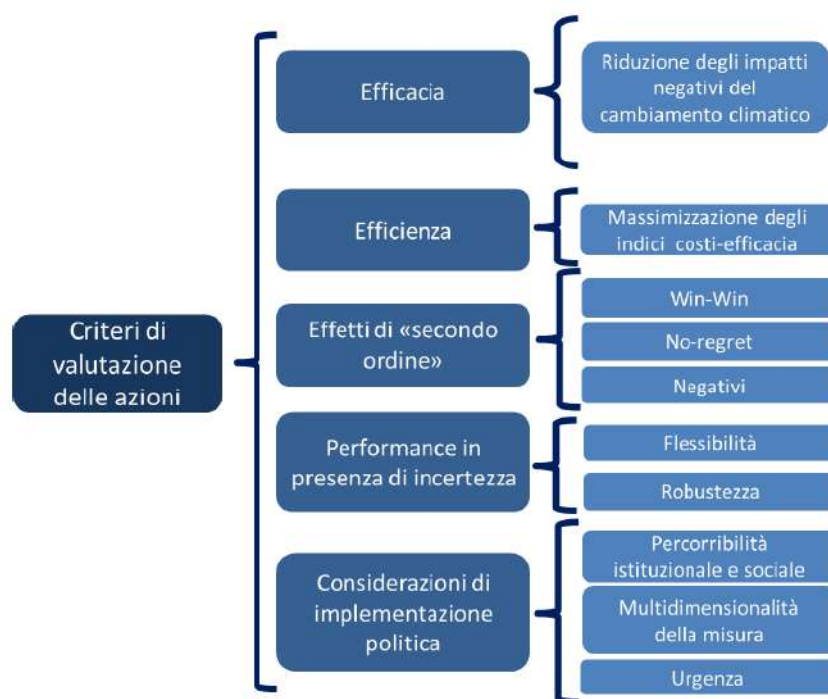 Criteri di
valutazione
delle azioni
Efficacia
Riduzione degli impatti
negativi del
cambiamento climatico
Efficienza
Massimizzazione degli
indici costi-efficacia
Effetti di «secondo
ordine»
Win-Win
No-regret
Negativi
Performance in
presenza di incertezza
Flessibilità
Robustezza
Considerazioni di
implementazione
politica
Percorribilità
istituzionale e sociale
Multidimensionalità
della misura
Urgenza